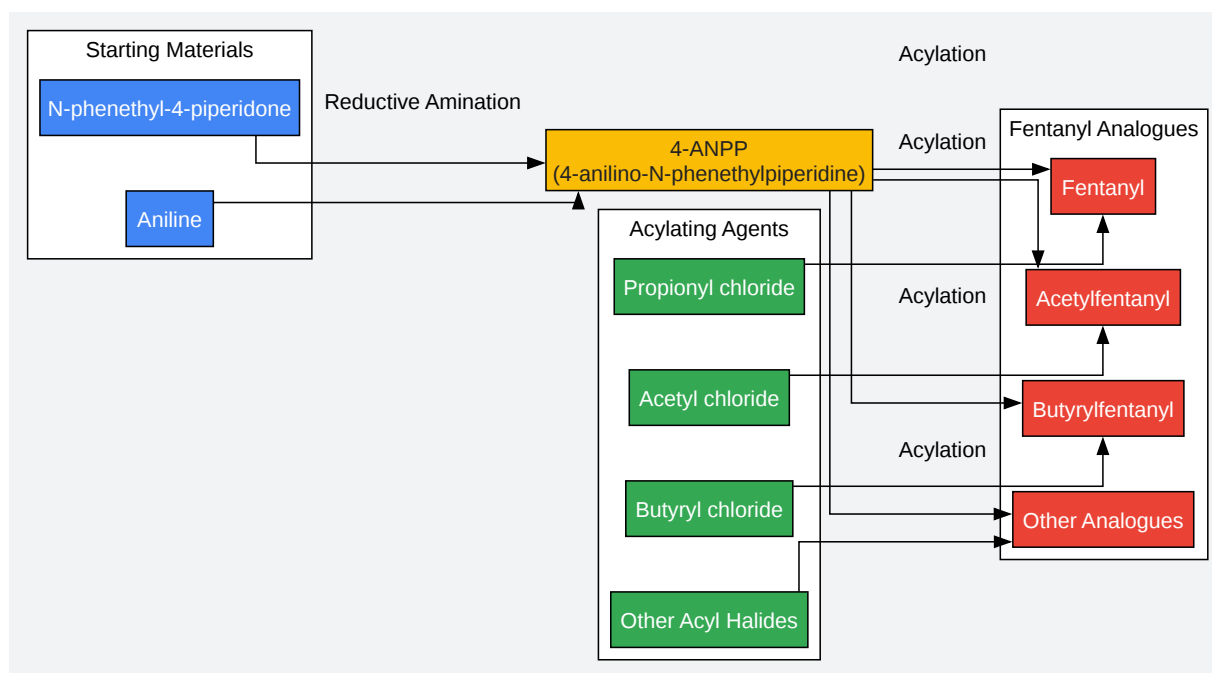 Starting Materials
N-phenethyl-4-piperidone
Aniline
Reductive Amination
4-ANPP
(4-anilino-N-phenethylpiperidine)
Acylating Agents
Propionyl chloride
Acetyl chloride
Butyryl chloride
Other Acyl Halides
Acylation
Acylation
Acylation
Acylation
Fentanyl Analogues
Fentanyl
Acetylfentanyl
Butyrylfentanyl
Other Analogues